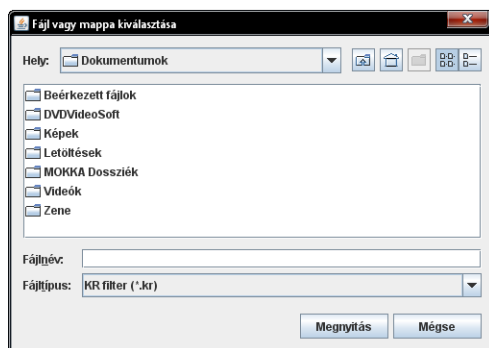 Fájl vagy mappa kiválasztása
Hely: Dokumentumok
Beérkezett fájlok
DVDVideoSoft
Képek
Letöltések
MOKKA Dossziék
Videók
Zene
Fájlnév:
Fájltípus: KR filter (*.kr)
Megnyitás Mégse